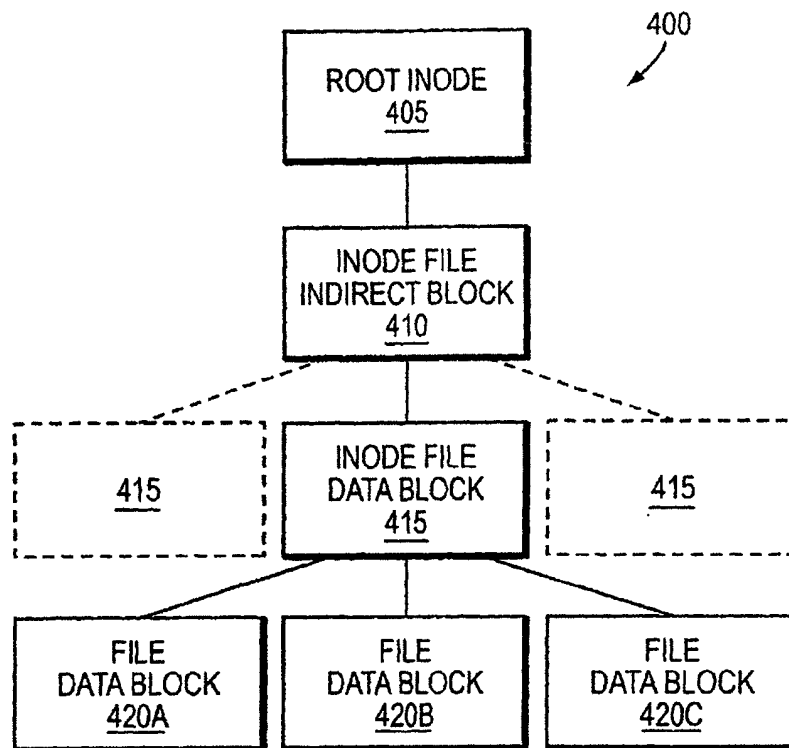 400
ROOT INODE
405
INODE FILE
INDIRECT BLOCK
410
415
INODE FILE
DATA BLOCK
415
415
FILE
DATA BLOCK
420A
FILE
DATA BLOCK
420B
FILE
DATA BLOCK
420C